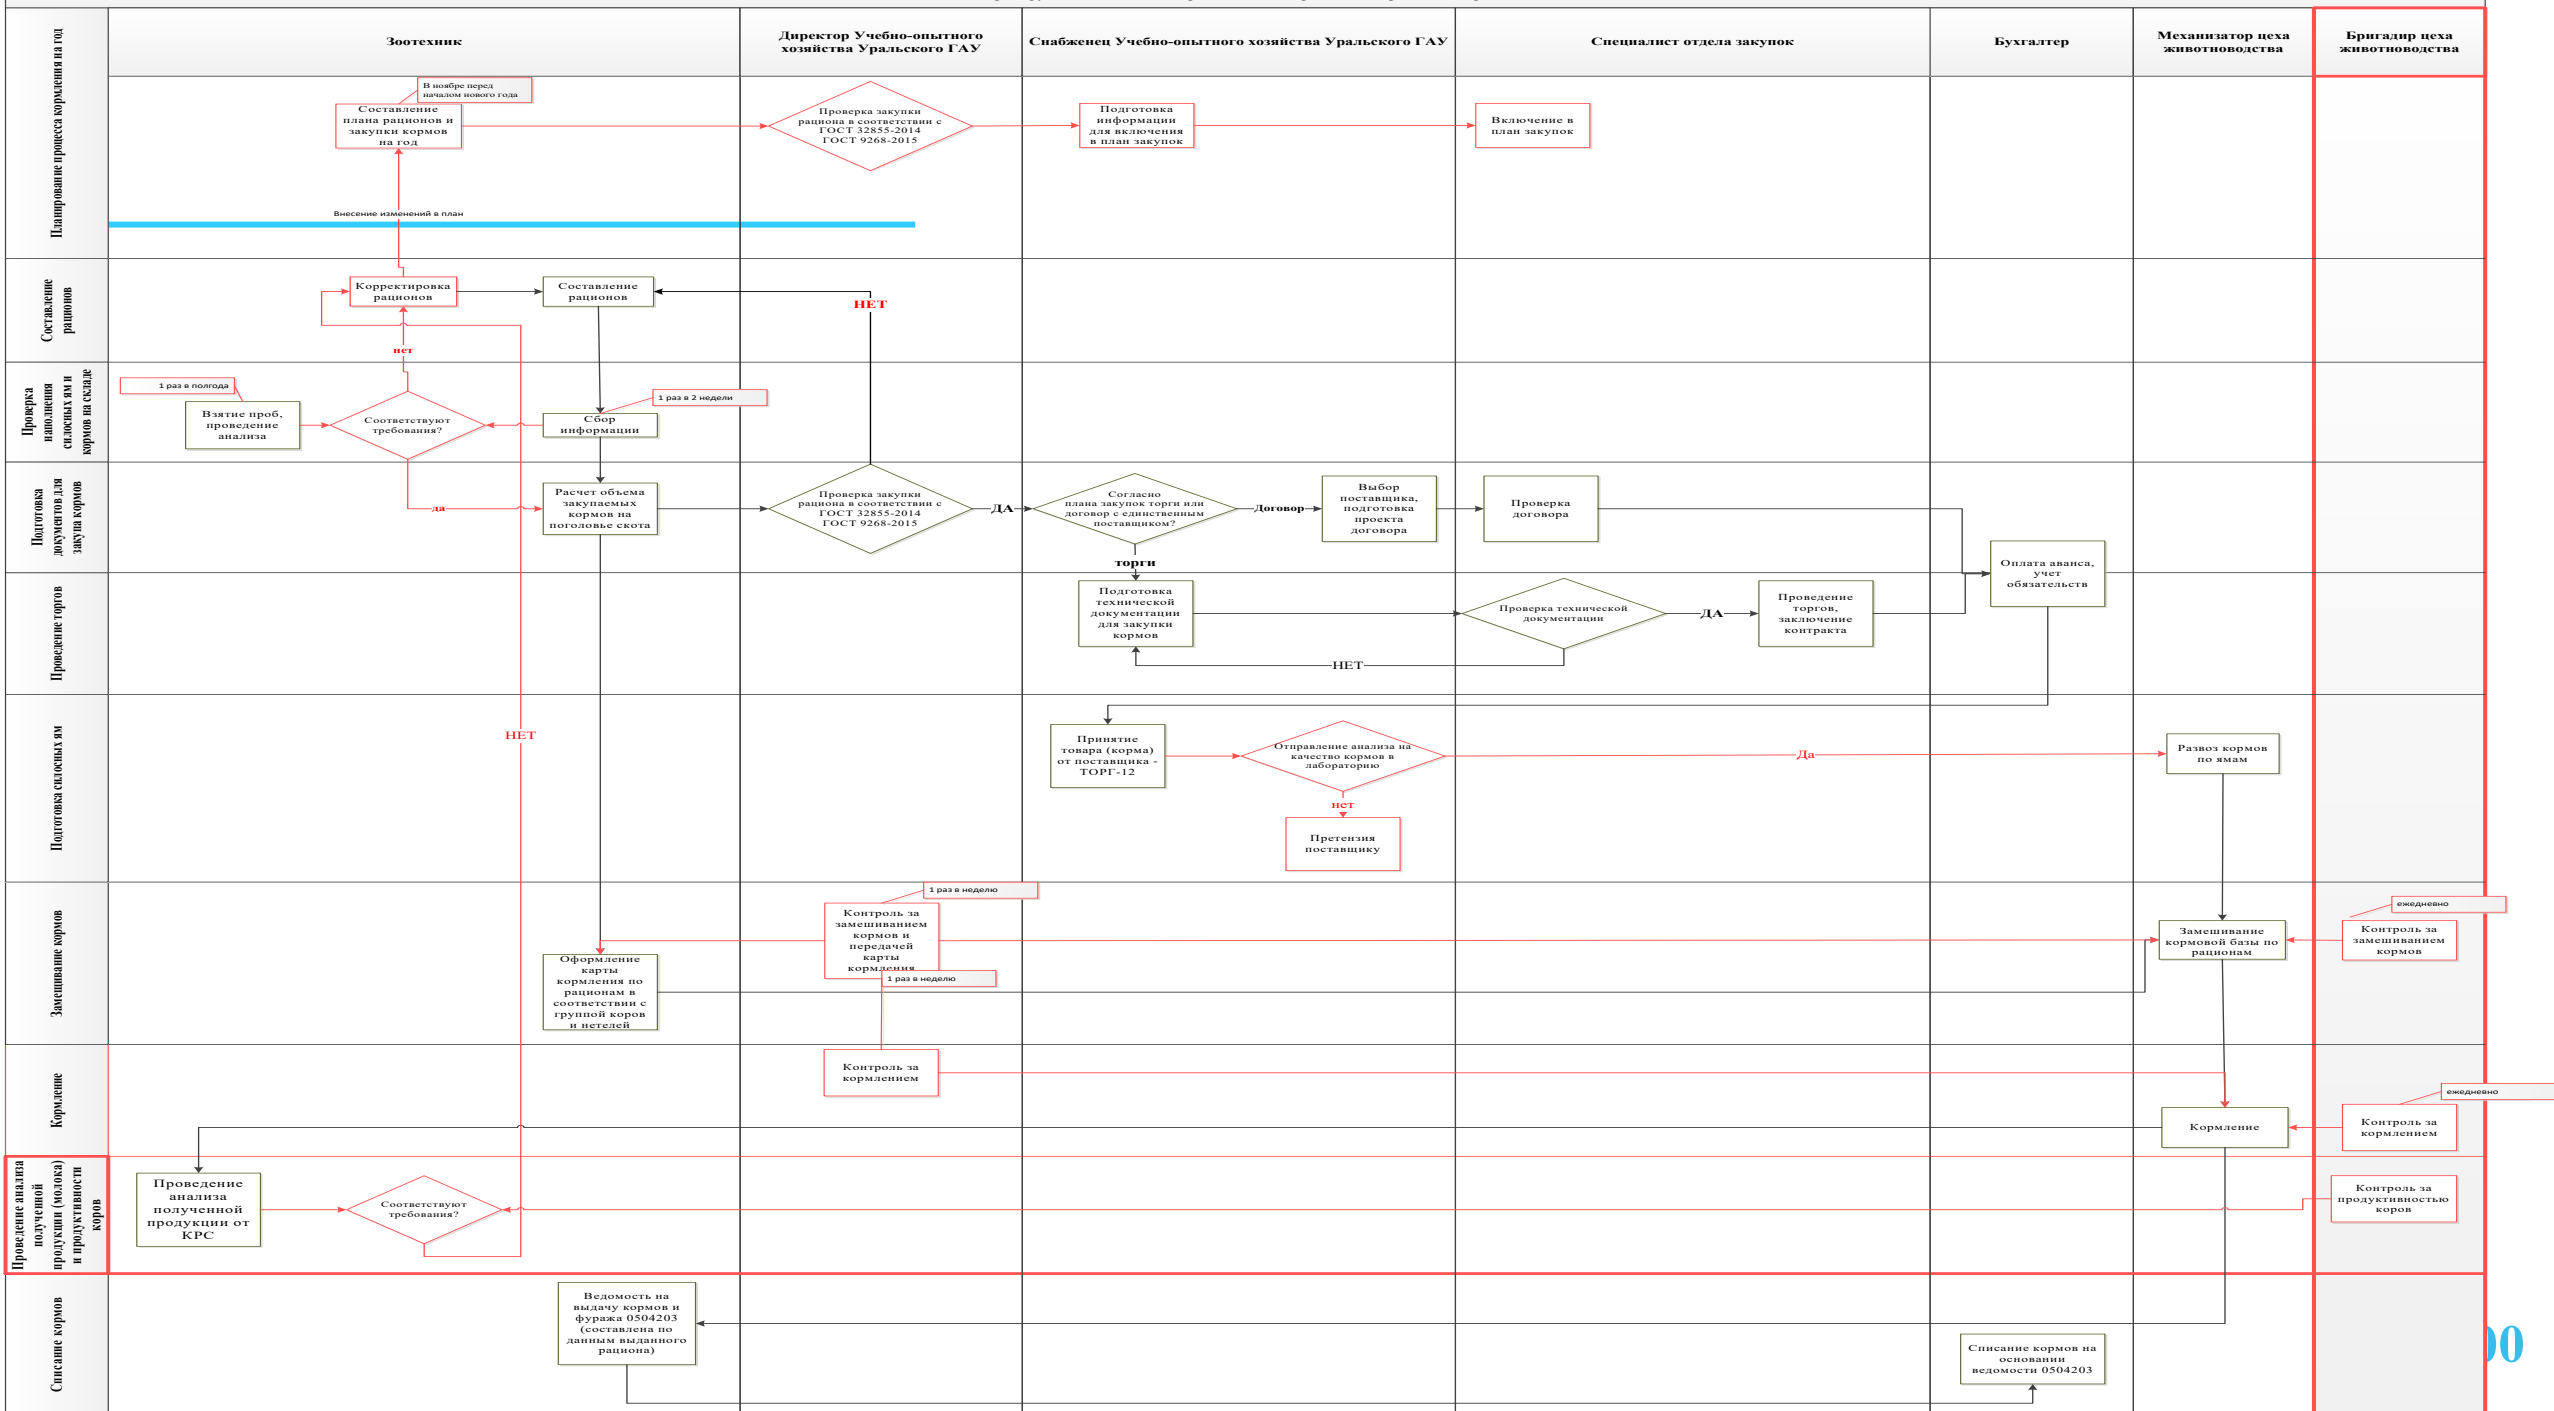 Зоотехник
Директор Учебно-опытного
хозяйства Уральского ГАУ
Снабженец Учебно-опытного хозяйства Уральского ГАУ
Специалист отдела закупок
Бухгалтер
Механизатор цеха
животноводства
Бригадир цеха
животноводства
Планирование процесса кормления на год
В ноябре перед
началом нового года
Составление
плана рационов и
закупки кормов
на год
Проверка закупки
рациона в соответствии с
ГОСТ 32855-2014
ГОСТ 9268-2015
Подготовка
информации
для включения
в план закупок
Включение в
план закупок
Внесение изменений в план
Составление
рационов
Корректировка
рационов
Составление
рационов
НЕТ
нет
Проверка
наполнения
силосных ям и
кормов на складе
1 раз в полгода
Взятие проб,
проведение
анализа
Соответствуют
требования?
1 раз в 2 недели
Сбор
информации
Подготовка
документов для
закупа кормов
да
Расчет объема
закупаемых
кормов на
поголовье скота
Проверка закупки
рациона в соответствии с
ГОСТ 32855-2014
ГОСТ 9268-2015
ДА
Согласно
плана закупок торги или
договор с единственным
поставщиком?
Договор
Выбор
поставщика,
подготовка
проекта
договора
Проверка
договора
торги
Оплата аванса,
учет
обязательств
Проведение торгов
Подготовка
технической
документации
для закупки
кормов
Проверка технической
документации
ДА
Проведение
торгов,
заключение
контракта
НЕТ
Подготовка силосных ям
НЕТ
Принятие
товара (корма)
от поставщика -
ТОРГ-12
Отправление анализа на
качество кормов в
лабораторию
Да
Развоз кормов
по ямам
нет
Претензия
поставщику
Замещивание кормов
1 раз в неделю
Контроль за
замешиванием
кормов и
передачей
карты
кормления
1 раз в неделю
Оформление
карты
кормления по
рационам в
соответствии с
группой коров
и нетелей
Замешивание
кормовой базы по
рационам
ежедневно
Контроль за
замешиванием
кормов
Кормление
Контроль за
кормлением
ежедневно
Кормление
Контроль за
кормлением
Проведение анализа
полученной
продукции (молока)
и продуктивности
коров
Проведение
анализа
полученной
продукции от
КРС
Соответствуют
требования?
Контроль за
продуктивностью
коров
Списание кормов
Ведомость на
выдачу кормов и
фуража 0504203
(составлена по
данным выданного
рациона)
Списание кормов на
основании
ведомости 0504203